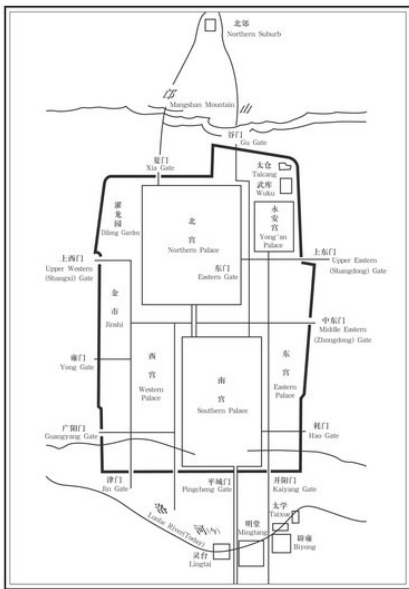 北郊
Northern Suburb
邙
山
Mangshan Mountain
谷门
Gu Gate
夏门
Xia Gate
太仓
Taicang
武库
Wuku
濯龙园
Dilong Garden
北宫
Northern Palace
永安宫
Yong'an
Palace
上西门
Upper Western
(Shangxi) Gate
东门
Eastern Gate
上东门
Upper Eastern
(Shangdong) Gate
金市
Jinshi
中东门
Middle Eastern
(Zhongdong) Gate
雍门
Yong Gate
西宫
Western
Palace
南宫
Southern Palace
东宫
Eastern
Palace
广阳门
Guangyang Gate
耗门
Hao Gate
津门
Jin Gate
平城门
Pingcheng Gate
开阳门
Kaiyang Gate
洛
河(今)
Luohe River(Today)
太学
Taixue
明堂
Mingtang
辟雍
Biyong
灵台
Lingtai